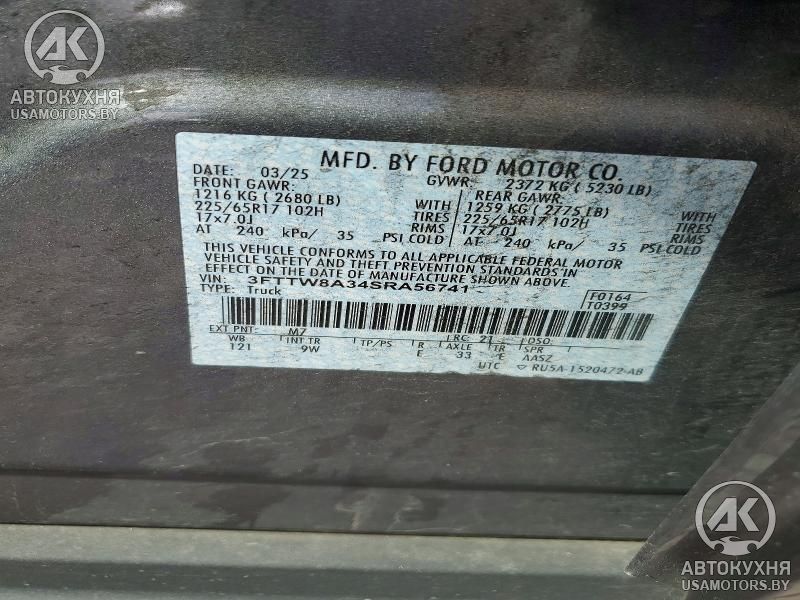 AK
АВТОКУХНЯ
USAMOTORS.BY
MFD. BY FORD MOTOR CO.
DATE: 03/25 GVWR: 2372 KG ( 5230 LB)
FRONT GAWR: REAR GAWR:
1216 KG ( 2680 LB) WITH 1259 KG ( 2775 LB) WITH
225/65R17 102H TIRES 225/65R17 102H TIRES
17x7.0J RIMS 17x7.0J RIMS
AT 240 kPa/ 35 PSI COLD AT 240 kPa/ 35 PSI COLD
THIS VEHICLE CONFORMS TO ALL APPLICABLE FEDERAL MOTOR
VEHICLE SAFETY AND THEFT PREVENTION STANDARDS IN
EFFECT ON THE DATE OF MANUFACTURE SHOWN ABOVE.
VIN: 3FTTW8A34SRA56741
TYPE: Truck
F0164
T0399
EXT PNT: M7 RC: 21 DSO:
WB INT TR TP/PS R AXLE TR SPR
121 9W E 33 E AASZ
UTC ▽ RU5A-1520472-AB
AK
АВТОКУХНЯ
USAMOTORS.BY